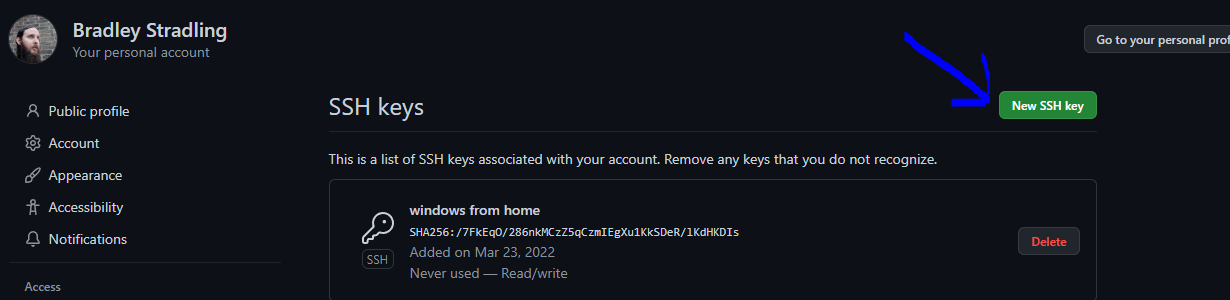 Bradley Stradling
Your personal account
Go to your personal prof
Public profile
Account
Appearance
Accessibility
Notifications
Access
SSH keys
New SSH key
This is a list of SSH keys associated with your account. Remove any keys that you do not recognize.
windows from home
SHA256:/7FkEqO/286nkMCzZ5qCzmIEgXu1KkSDeR/lKdHKDIs
Added on Mar 23, 2022
Never used — Read/write
SSH
Delete